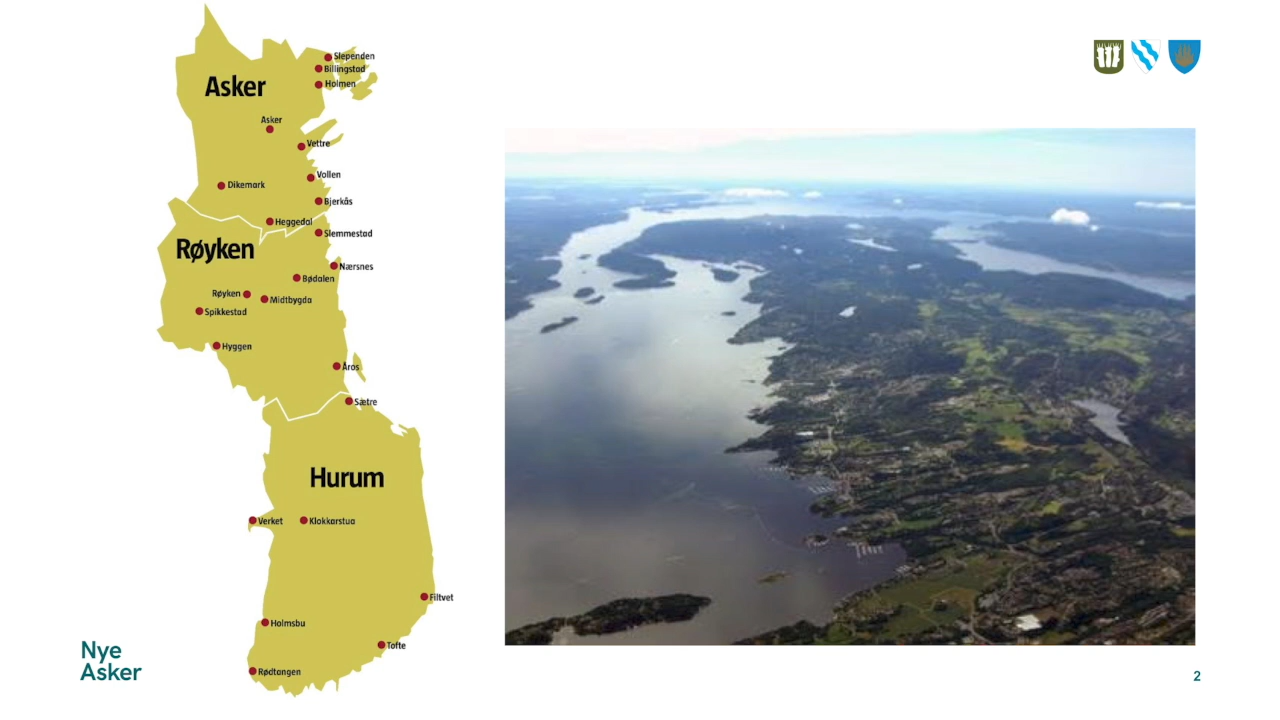 Slependen
Billingstad
Holmen
Asker
Asker
Vettre
Vollen
Dikemark
Bjerkås
Heggedal
Slemmestad
Røyken
Nærsnes
Bødalen
Røyken
Midtbygda
Spikkestad
Hyggen
Åros
Sætre
Hurum
Verket
Klokkarstua
Filtvet
Holmsbu
Tofte
Rødtangen
Nye
Asker
2